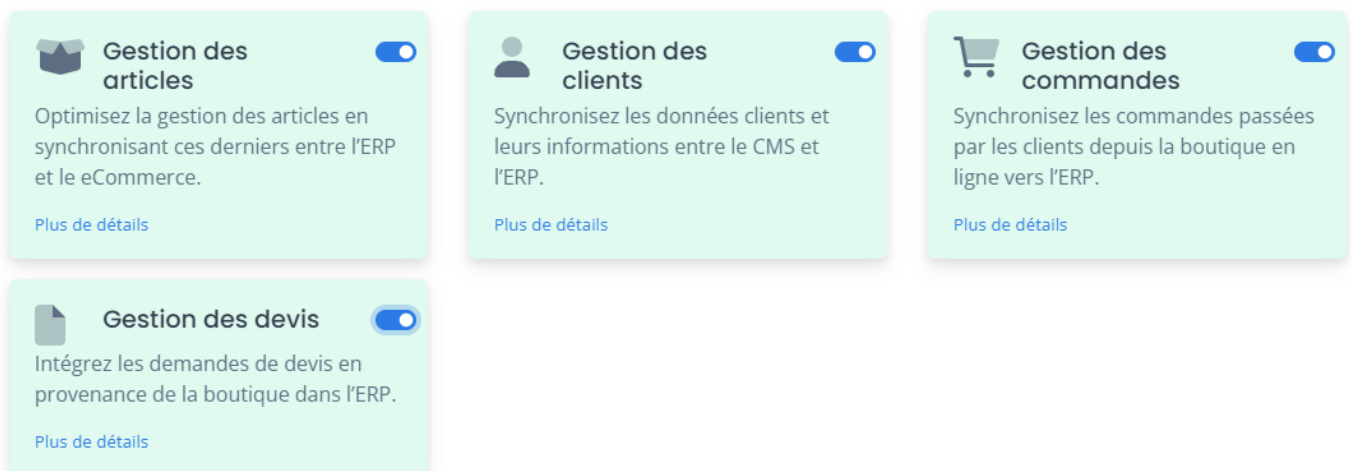 Gestion des
articles
Optimisez la gestion des articles en
synchronisant ces derniers entre l'ERP
et le eCommerce.
Plus de détails
Gestion des
clients
Synchronisez les données clients et
leurs informations entre le CMS et
l'ERP.
Plus de détails
Gestion des
commandes
Synchronisez les commandes passées
par les clients depuis la boutique en
ligne vers l'ERP.
Plus de détails
Gestion des devis
Intégrez les demandes de devis en
provenance de la boutique dans l'ERP.
Plus de détails